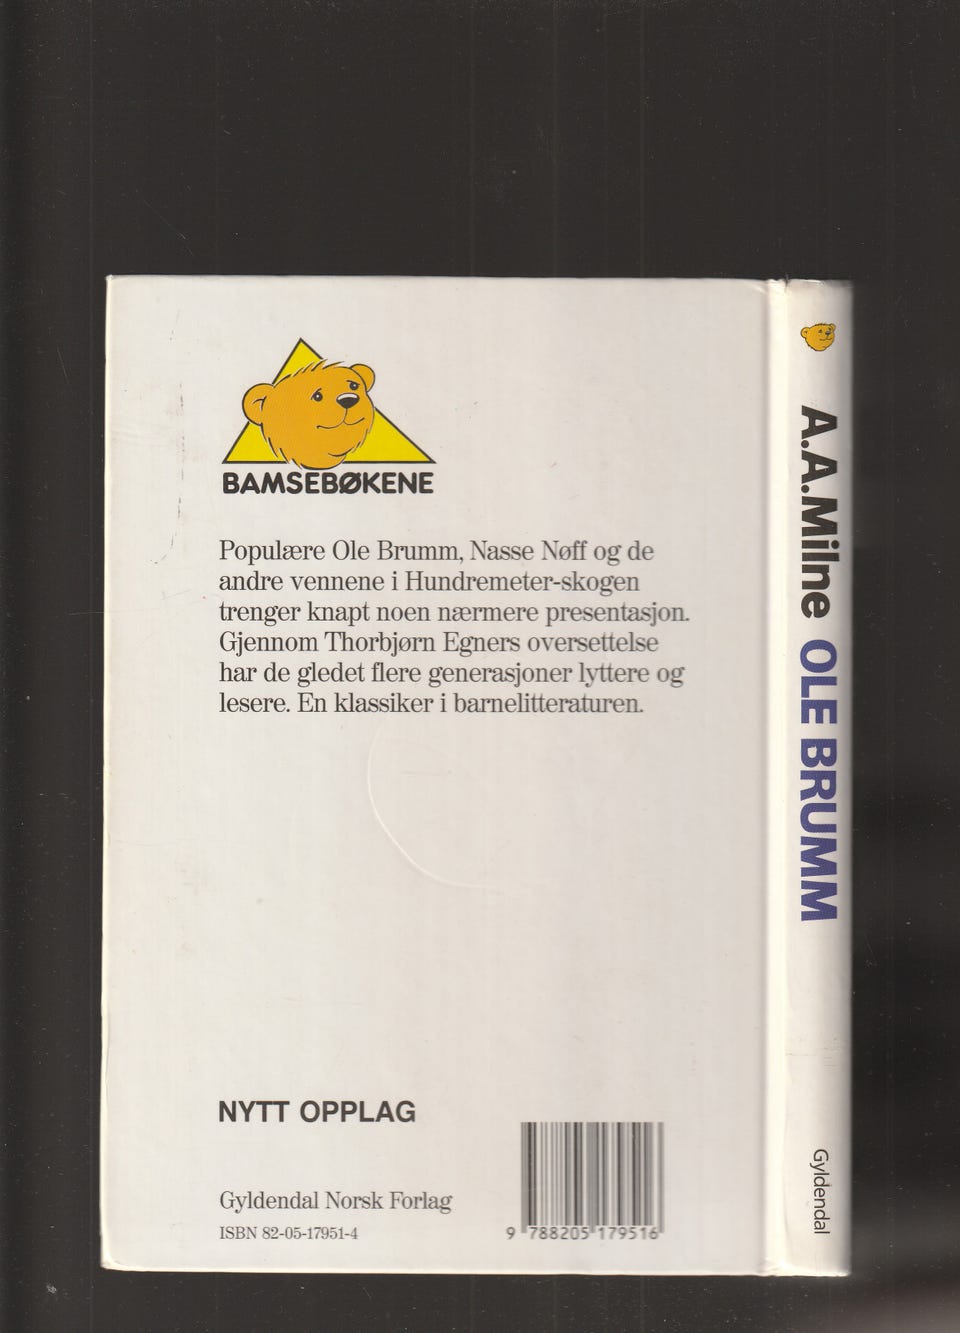 BAMSEBØKENE
Populære Ole Brumm, Nasse Nøff og de
andre vennene i Hundremeter-skogen
trenger knapt noen nærmere presentasjon.
Gjennom Thorbjørn Egners oversettelse
har de gledet flere generasjoner lyttere og
lesere. En klassiker i barnelitteraturen.
NYTT OPPLAG
Gyldendal Norsk Forlag
ISBN 82-05-17951-4
9 788205 179516
A.A.Milne OLE BRUMM
Gyldendal